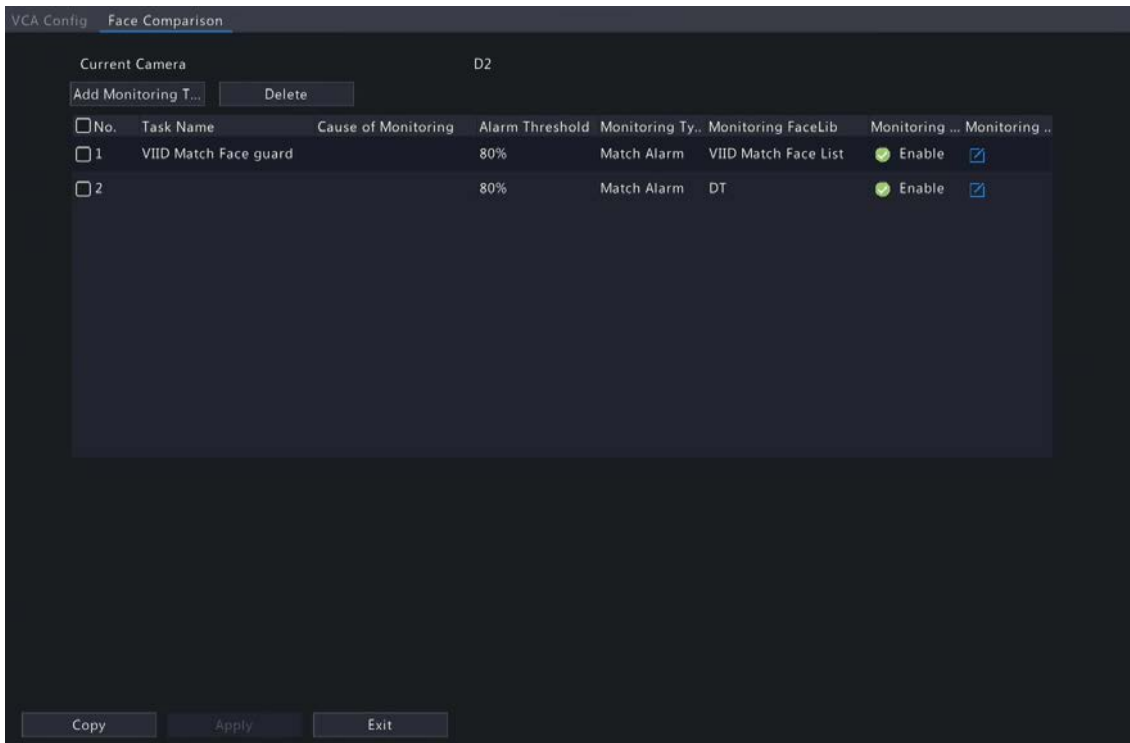 VCA Config Face Comparison
Current Camera D2
Add Monitoring T... Delete
No. Task Name Cause of Monitoring Alarm Threshold Monitoring Ty.. Monitoring FaceLib Monitoring ... Monitoring ..
1 VIID Match Face guard 80% Match Alarm VIID Match Face List Enable
2 80% Match Alarm DT Enable
Copy Apply Exit